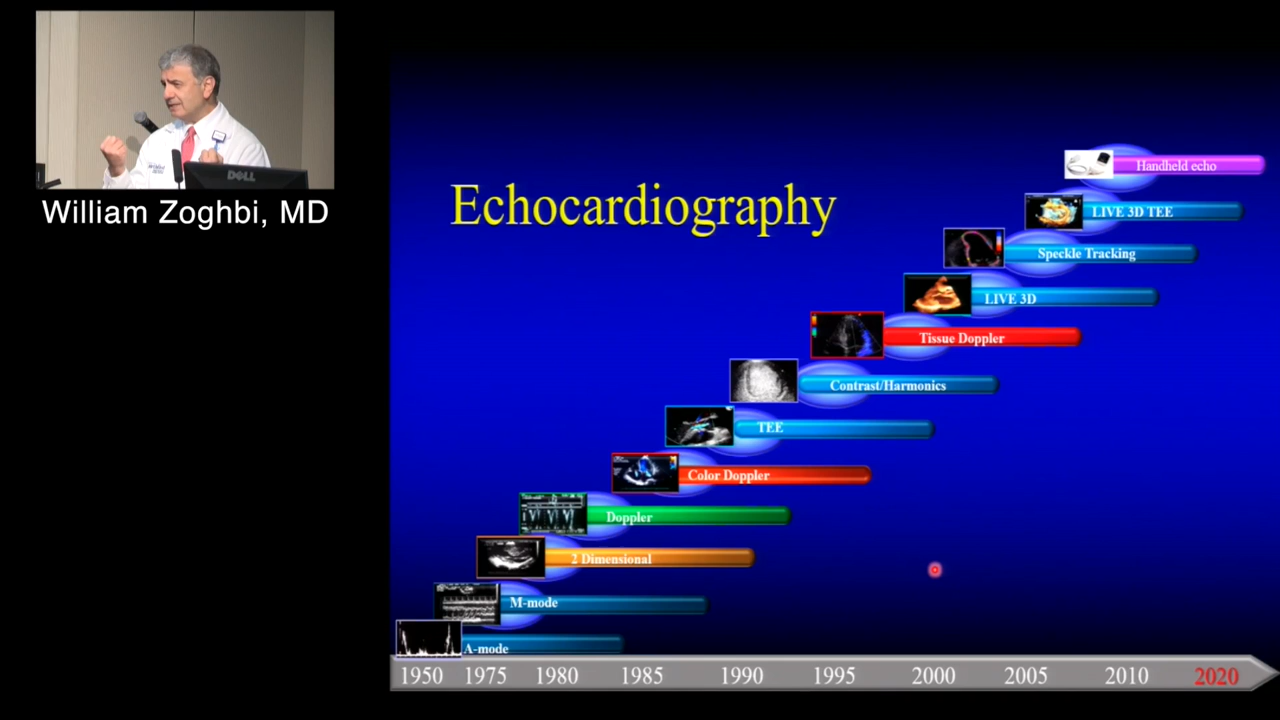 DELL
William Zoghbi, MD
Echocardiography
Handheld echo
LIVE 3D TEE
Speckle Tracking
LIVE 3D
Tissue Doppler
Contrast/Harmonics
TEE
Color Doppler
Doppler
2 Dimensional
M-mode
A-mode
1950 1975 1980 1985 1990 1995 2000 2005 2010 2020